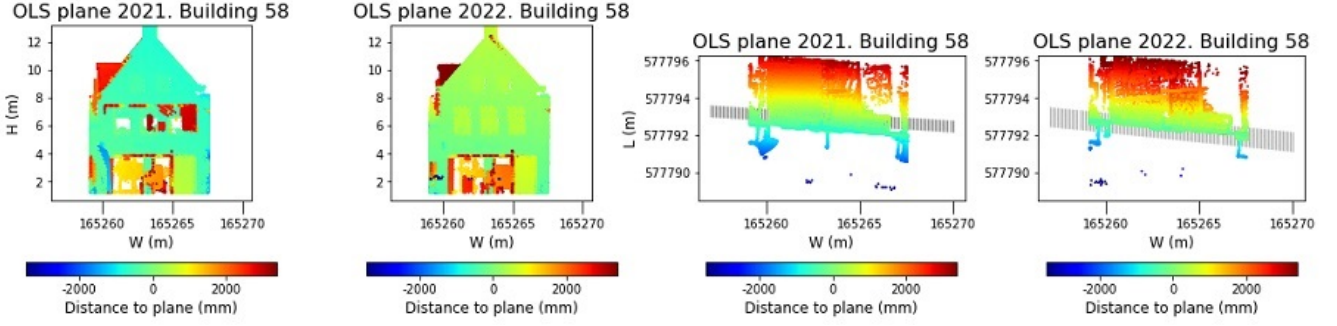 OLS plane 2021. Building 58
H (m)
12
10
8
6
4
2
165260 165265 165270
W (m)
-2000 0 2000
Distance to plane (mm)
OLS plane 2022. Building 58
12
10
8
6
4
2
165260 165265 165270
W (m)
-2000 0 2000
Distance to plane (mm)
OLS plane 2021. Building 58
L (m)
577796
577794
577792
577790
165260 165265 165270
W (m)
-2000 0 2000
Distance to plane (mm)
OLS plane 2022. Building 58
577796
577794
577792
577790
165260 165265 165270
W (m)
-2000 0 2000
Distance to plane (mm)